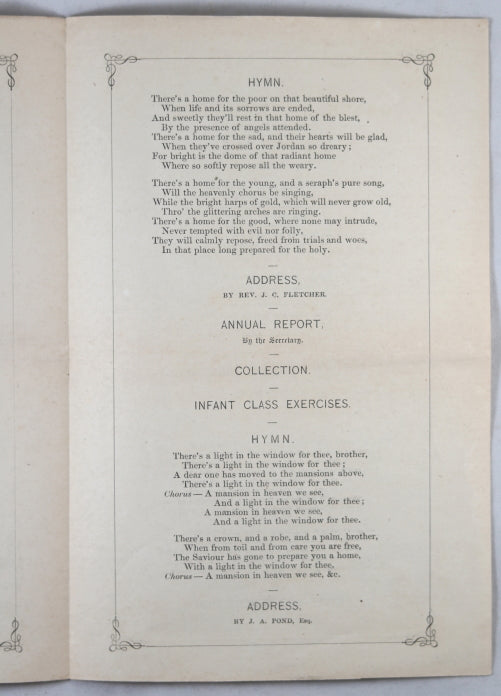 HYMN.
There's a home for the poor on that beautiful shore,
When life and its sorrows are ended,
And sweetly they'll rest in that home of the blest,
By the presence of angels attended.
There's a home for the sad, and their hearts will be glad,
When they've crossed over Jordan so dreary;
For bright is the dome of that radiant home
Where so softly repose all the weary.
There's a home for the young, and a seraph's pure song,
Will the heavenly chorus be singing,
While the bright harps of gold, which will never grow old,
Thro' the glittering arches are ringing.
There's a home for the good, where none may intrude,
Never tempted with evil nor folly,
They will calmly repose, freed from trials and woes,
In that place long prepared for the holy.
ADDRESS,
BY REV. J. C. FLETCHER.
ANNUAL REPORT,
By the Secretary.
COLLECTION.
INFANT CLASS EXERCISES.
HYMN.
There's a light in the window for thee, brother,
There's a light in the window for thee;
A dear one has moved to the mansions above,
There's a light in the window for thee.
Chorus— A mansion in heaven we see,
And a light in the window for thee;
A mansion in heaven we see,
And a light in the window for thee.
There's a crown, and a robe, and a palm, brother,
When from toil and from care you are free,
The Saviour has gone to prepare you a home,
With a light in the window for thee.
Chorus— A mansion in heaven we see, &c.
ADDRESS,
BY J. A. POND, Esq.